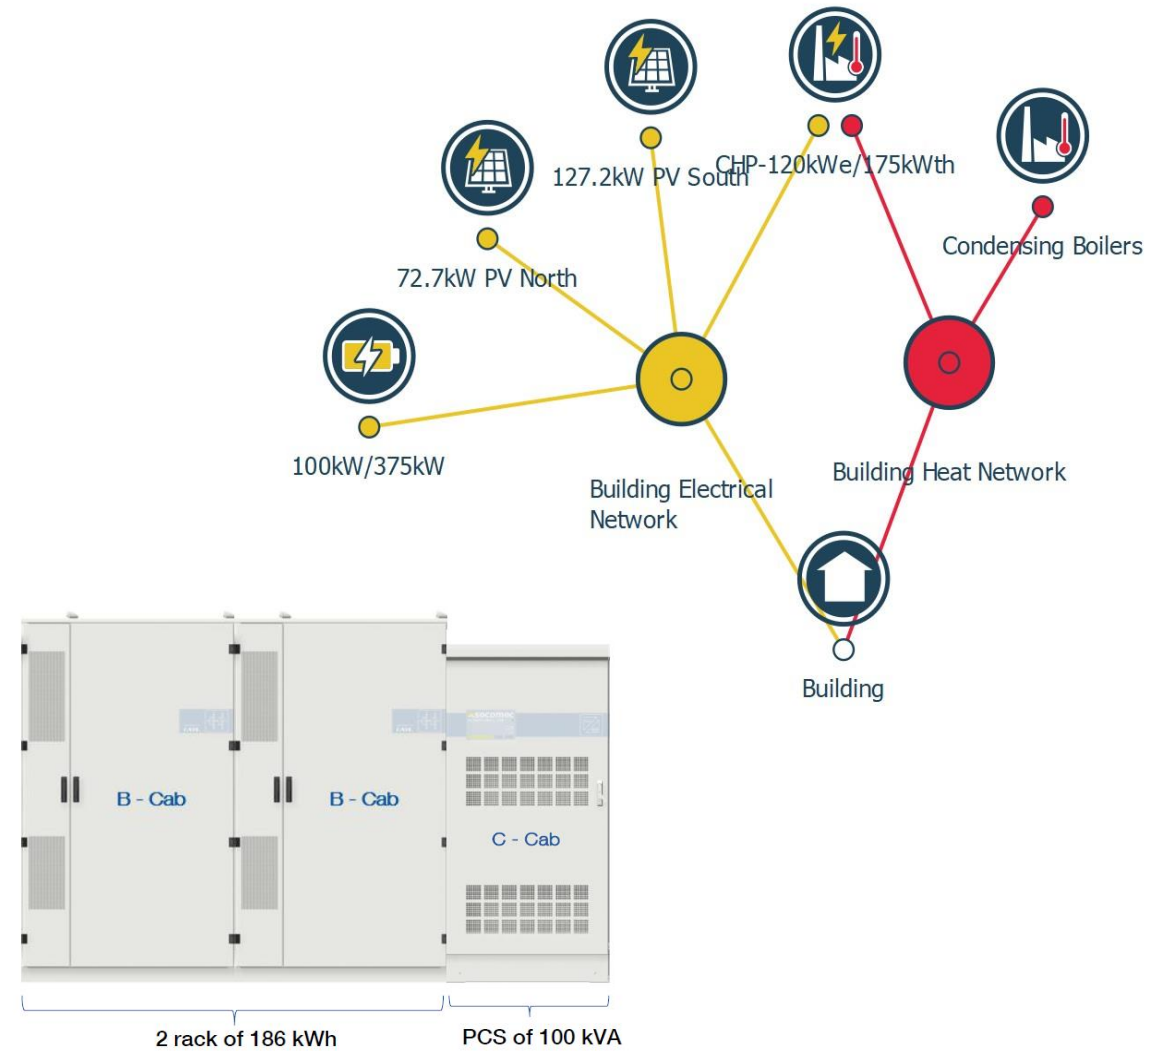 127.2kW PV South
CHP-120kWe/175kWth
72.7kW PV North
Condensing Boilers
100kW/375kW
Building Electrical
Network
Building Heat Network
Building
B - Cab
B - Cab
C - Cab
2 rack of 186 kWh
PCS of 100 kVA